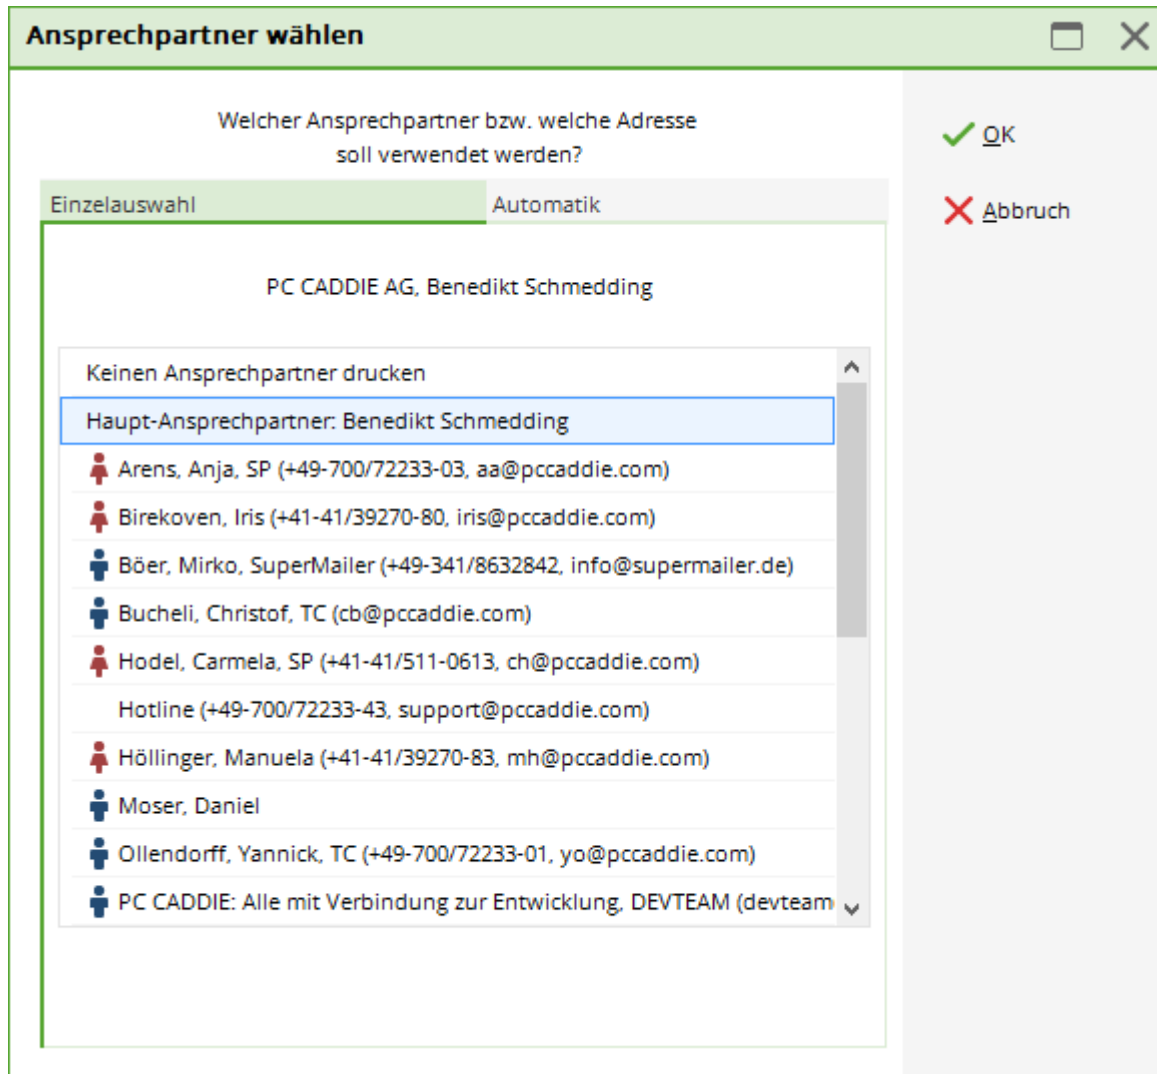 Ansprechpartner wählen
Welcher Ansprechpartner bzw. welche Adresse
soll verwendet werden?
OK
Abbruch
Einzelauswahl
Automatik
PC CADDIE AG, Benedikt Schmedding
Keinen Ansprechpartner drucken
Haupt-Ansprechpartner: Benedikt Schmedding
Arens, Anja, SP (+49-700/72233-03, aa@pccaddie.com)
Birekoven, Iris (+41-41/39270-80, iris@pccaddie.com)
Böer, Mirko, SuperMailer (+49-341/8632842, info@supermailer.de)
Bucheli, Christof, TC (cb@pccaddie.com)
Hodel, Carmela, SP (+41-41/511-0613, ch@pccaddie.com)
Hotline (+49-700/72233-43, support@pccaddie.com)
Höllinger, Manuela (+41-41/39270-83, mh@pccaddie.com)
Moser, Daniel
Ollendorff, Yannick, TC (+49-700/72233-01, yo@pccaddie.com)
PC CADDIE: Alle mit Verbindung zur Entwicklung, DEVTEAM (devteam